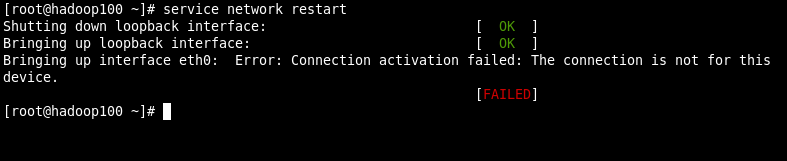 [root@hadoop100 ~]# service network restart
Shutting down loopback interface:                          [  OK  ]
Bringing up loopback interface:                            [  OK  ]
Bringing up interface eth0:  Error: Connection activation failed: The connection is not for this
device.
                                                           [FAILED]
[root@hadoop100 ~]#